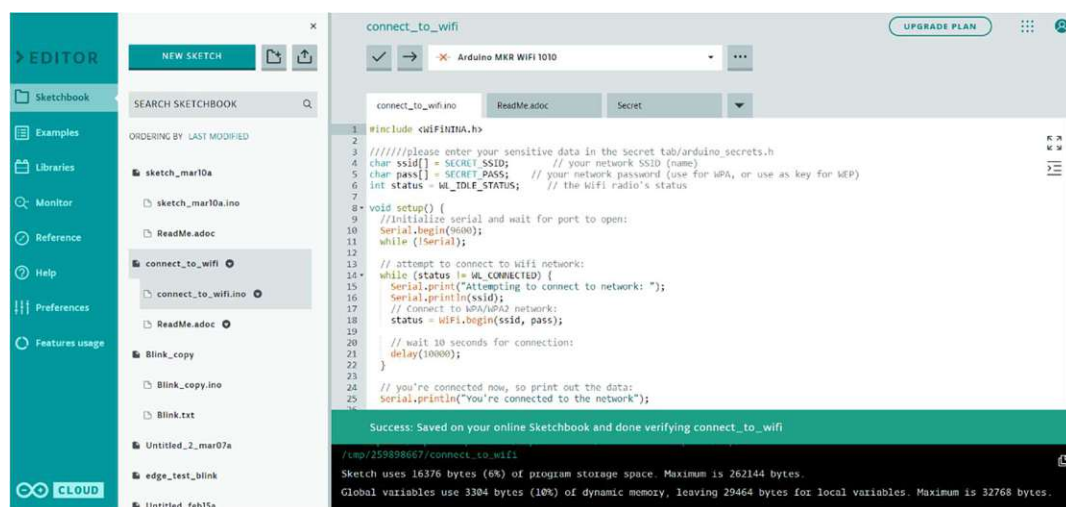 >EDITOR
Sketchbook
Examples
Libraries
Monitor
Reference
Help
Preferences
Features usage
CLOUD
×
NEW SKETCH
SEARCH SKETCHBOOK
ORDERING BY LAST MODIFIED
sketch_mar10a
sketch_mar10a.ino
ReadMe.adoc
connect_to_wifi
connect_to_wifi.ino
ReadMe.adoc
Blink_copy
Blink_copy.ino
Blink.txt
Untitled_2_mar07a
edge_test_blink
Untitled_feb15a
connect_to_wifi
UPGRADE PLAN
Arduino MKR WiFi 1010
connect_to_wifi.ino ReadMe.adoc Secret
1 #include <WiFiNINA.h>
2
3 ///////please enter your sensitive data in the Secret tab/arduino_secrets.h
4 char ssid[] = SECRET_SSID; // your network SSID (name)
5 char pass[] = SECRET_PASS; // your network password (use for WPA, or use as key for WEP)
6 int status = WL_IDLE_STATUS; // the Wifi radio's status
7
8 void setup() {
9 //Initialize serial and wait for port to open:
10 Serial.begin(9600);
11 while (!Serial);
12
13 // attempt to connect to Wifi network:
14 while (status != WL_CONNECTED) {
15 Serial.print("Attempting to connect to network: ");
16 Serial.println(ssid);
17 // Connect to WPA/WPA2 network:
18 status = WiFi.begin(ssid, pass);
19
20 // wait 10 seconds for connection:
21 delay(10000);
22 }
23
24 // you're connected now, so print out the data:
25 Serial.println("You're connected to the network");
Success: Saved on your online Sketchbook and done verifying connect_to_wifi
/tmp/259898667/connect_to_wifi
Sketch uses 16376 bytes (6%) of program storage space. Maximum is 262144 bytes.
Global variables use 3304 bytes (10%) of dynamic memory, leaving 29464 bytes for local variables. Maximum is 32768 bytes.